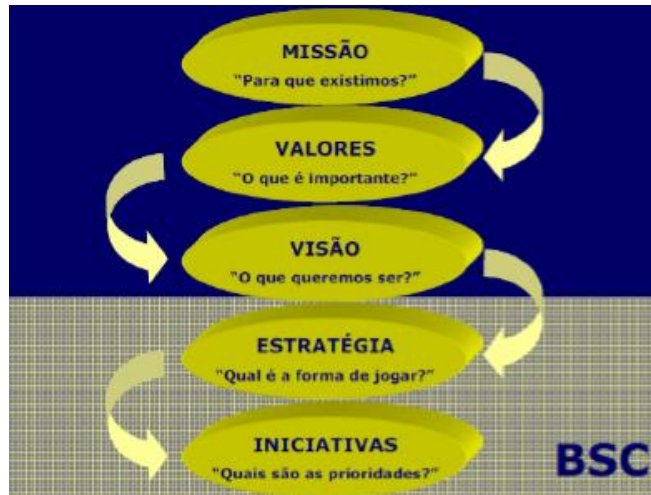 MISSÃO
"Para que existimos?"
VALORES
"O que é importante?"
VISÃO
"O que queremos ser?"
ESTRATÉGIA
"Qual é a forma de jogar?"
INICIATIVAS
"Quais são as prioridades?"
BSC